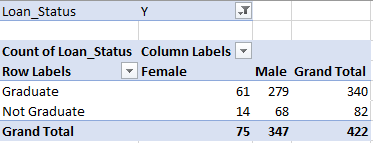 Loan_Status Y
Count of Loan_Status Column Labels
Row Labels Female Male Grand Total
Graduate 61 279 340
Not Graduate 14 68 82
Grand Total 75 347 422